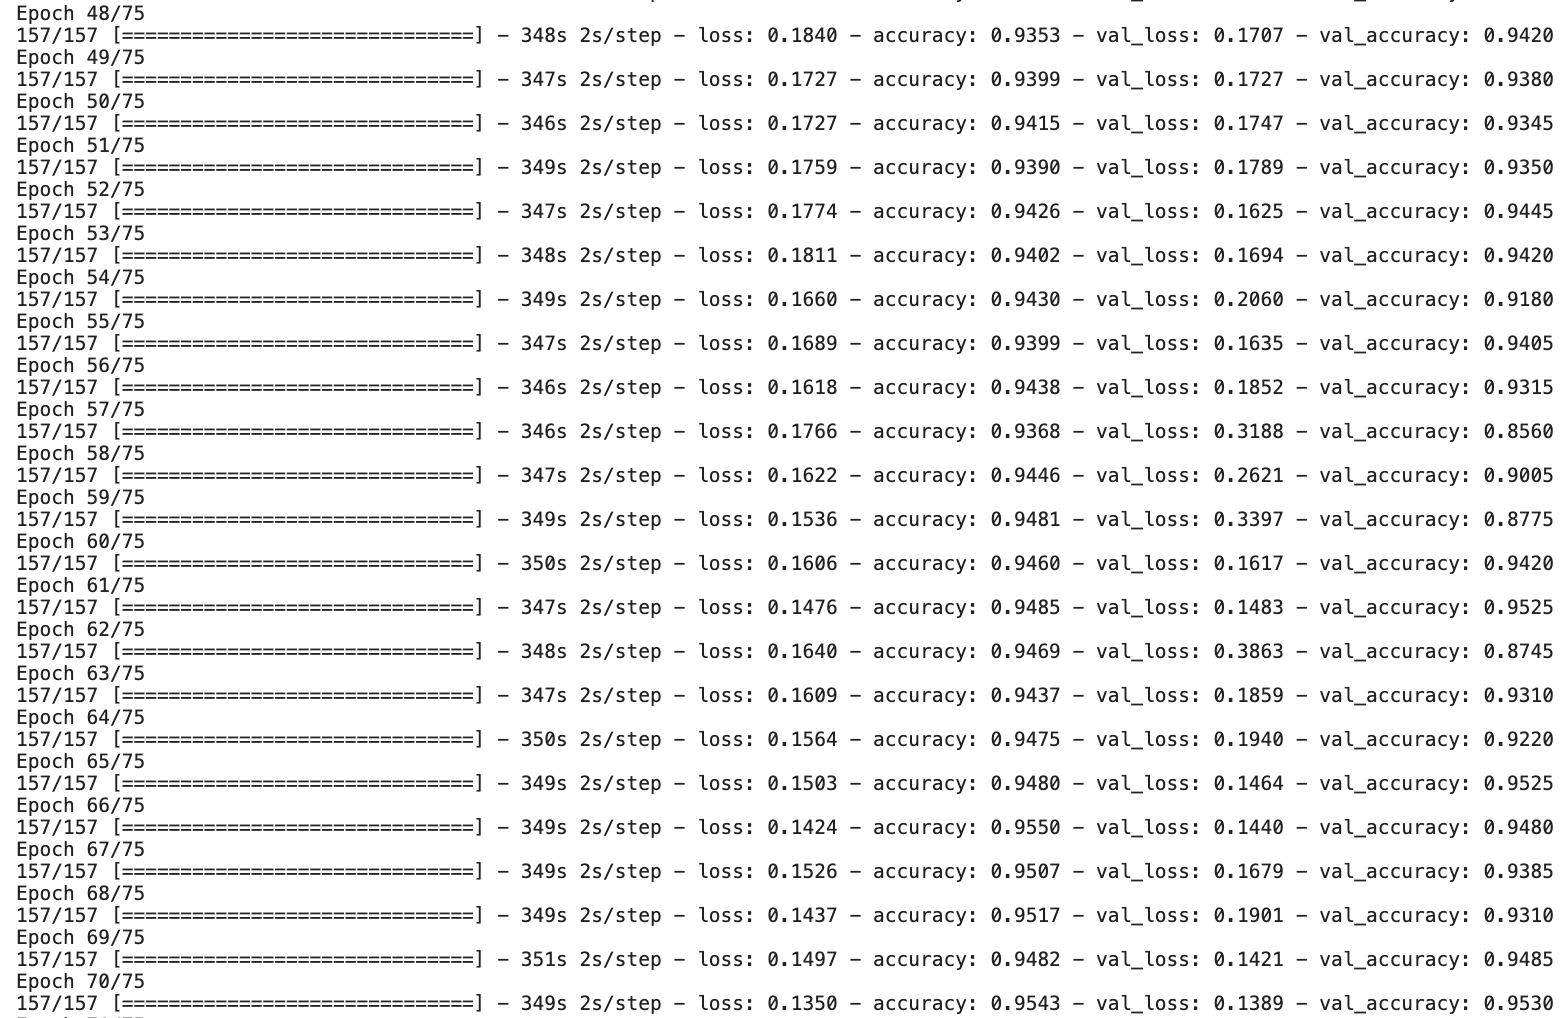 Epoch 48/75
157/157 [==============================] - 348s 2s/step - loss: 0.1840 - accuracy: 0.9353 - val_loss: 0.1707 - val_accuracy: 0.9420
Epoch 49/75
157/157 [==============================] - 347s 2s/step - loss: 0.1727 - accuracy: 0.9399 - val_loss: 0.1727 - val_accuracy: 0.9380
Epoch 50/75
157/157 [==============================] - 346s 2s/step - loss: 0.1727 - accuracy: 0.9415 - val_loss: 0.1747 - val_accuracy: 0.9345
Epoch 51/75
157/157 [==============================] - 349s 2s/step - loss: 0.1759 - accuracy: 0.9390 - val_loss: 0.1789 - val_accuracy: 0.9350
Epoch 52/75
157/157 [==============================] - 347s 2s/step - loss: 0.1774 - accuracy: 0.9426 - val_loss: 0.1625 - val_accuracy: 0.9445
Epoch 53/75
157/157 [==============================] - 348s 2s/step - loss: 0.1811 - accuracy: 0.9402 - val_loss: 0.1694 - val_accuracy: 0.9420
Epoch 54/75
157/157 [==============================] - 349s 2s/step - loss: 0.1660 - accuracy: 0.9430 - val_loss: 0.2060 - val_accuracy: 0.9180
Epoch 55/75
157/157 [==============================] - 347s 2s/step - loss: 0.1689 - accuracy: 0.9399 - val_loss: 0.1635 - val_accuracy: 0.9405
Epoch 56/75
157/157 [==============================] - 346s 2s/step - loss: 0.1618 - accuracy: 0.9438 - val_loss: 0.1852 - val_accuracy: 0.9315
Epoch 57/75
157/157 [==============================] - 346s 2s/step - loss: 0.1766 - accuracy: 0.9368 - val_loss: 0.3188 - val_accuracy: 0.8560
Epoch 58/75
157/157 [==============================] - 347s 2s/step - loss: 0.1622 - accuracy: 0.9446 - val_loss: 0.2621 - val_accuracy: 0.9005
Epoch 59/75
157/157 [==============================] - 349s 2s/step - loss: 0.1536 - accuracy: 0.9481 - val_loss: 0.3397 - val_accuracy: 0.8775
Epoch 60/75
157/157 [==============================] - 350s 2s/step - loss: 0.1606 - accuracy: 0.9460 - val_loss: 0.1617 - val_accuracy: 0.9420
Epoch 61/75
157/157 [==============================] - 347s 2s/step - loss: 0.1476 - accuracy: 0.9485 - val_loss: 0.1483 - val_accuracy: 0.9525
Epoch 62/75
157/157 [==============================] - 348s 2s/step - loss: 0.1640 - accuracy: 0.9469 - val_loss: 0.3863 - val_accuracy: 0.8745
Epoch 63/75
157/157 [==============================] - 347s 2s/step - loss: 0.1609 - accuracy: 0.9437 - val_loss: 0.1859 - val_accuracy: 0.9310
Epoch 64/75
157/157 [==============================] - 350s 2s/step - loss: 0.1564 - accuracy: 0.9475 - val_loss: 0.1940 - val_accuracy: 0.9220
Epoch 65/75
157/157 [==============================] - 349s 2s/step - loss: 0.1503 - accuracy: 0.9480 - val_loss: 0.1464 - val_accuracy: 0.9525
Epoch 66/75
157/157 [==============================] - 349s 2s/step - loss: 0.1424 - accuracy: 0.9550 - val_loss: 0.1440 - val_accuracy: 0.9480
Epoch 67/75
157/157 [==============================] - 349s 2s/step - loss: 0.1526 - accuracy: 0.9507 - val_loss: 0.1679 - val_accuracy: 0.9385
Epoch 68/75
157/157 [==============================] - 349s 2s/step - loss: 0.1437 - accuracy: 0.9517 - val_loss: 0.1901 - val_accuracy: 0.9310
Epoch 69/75
157/157 [==============================] - 351s 2s/step - loss: 0.1497 - accuracy: 0.9482 - val_loss: 0.1421 - val_accuracy: 0.9485
Epoch 70/75
157/157 [==============================] - 349s 2s/step - loss: 0.1350 - accuracy: 0.9543 - val_loss: 0.1389 - val_accuracy: 0.9530